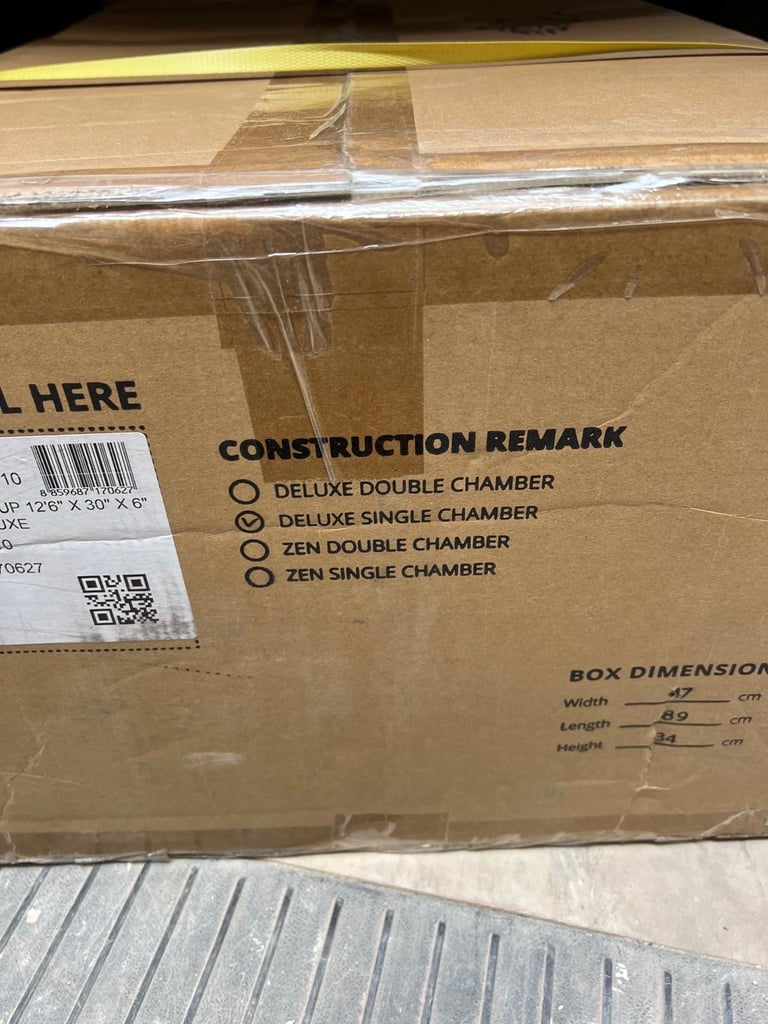 L HERE
10
8 859687 170627
UP 12'6" X 30" X 6"
UXE
70627
CONSTRUCTION REMARK
DELUXE DOUBLE CHAMBER
DELUXE SINGLE CHAMBER
ZEN DOUBLE CHAMBER
ZEN SINGLE CHAMBER
BOX DIMENSION
Width 47 cm
Length 89 cm
Height 34 cm